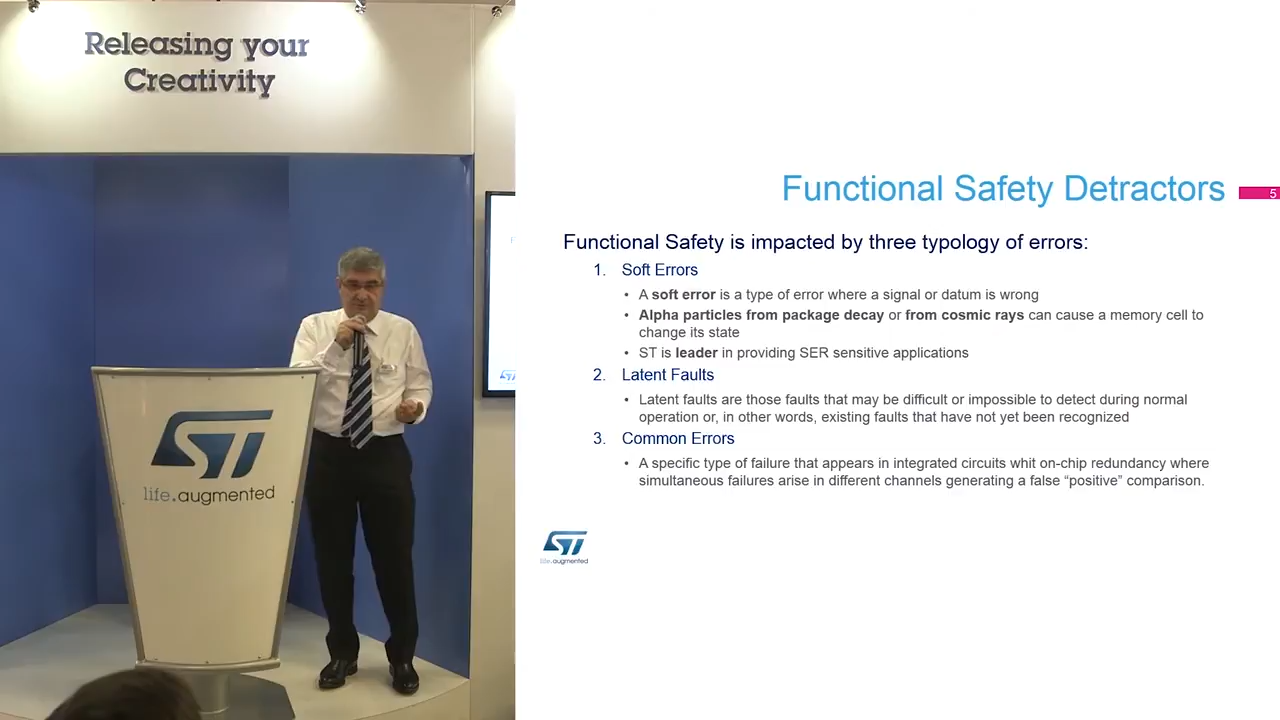 Releasing your
Creativity
ST
life.augmented
Functional Safety Detractors
5
Functional Safety is impacted by three typology of errors:
1. Soft Errors
• A soft error is a type of error where a signal or datum is wrong
• Alpha particles from package decay or from cosmic rays can cause a memory cell to
change its state
• ST is leader in providing SER sensitive applications
2. Latent Faults
• Latent faults are those faults that may be difficult or impossible to detect during normal
operation or, in other words, existing faults that have not yet been recognized
3. Common Errors
• A specific type of failure that appears in integrated circuits whit on-chip redundancy where
simultaneous failures arise in different channels generating a false “positive” comparison.
ST
life.augmented